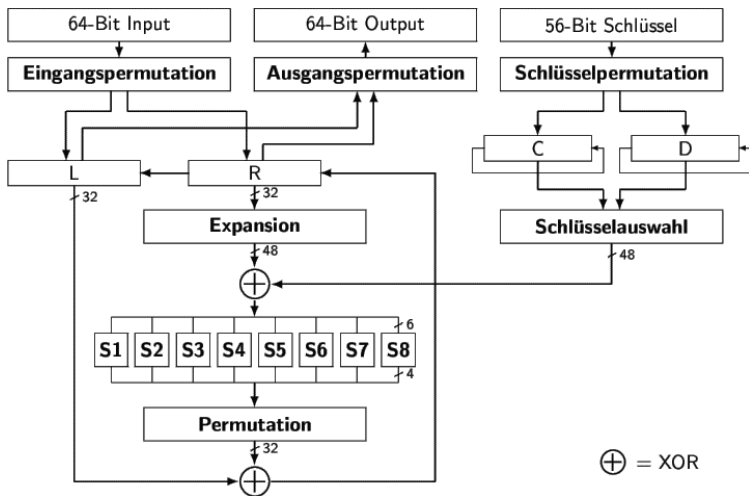 64-Bit Input
64-Bit Output
56-Bit Schlüssel
Eingangspermutation
Ausgangspermutation
Schlüsselpermutation
C
D
L
R
32
32
Expansion
Schlüsselauswahl
48
48
6
S1 S2 S3 S4 S5 S6 S7 S8
4
Permutation
32
= XOR